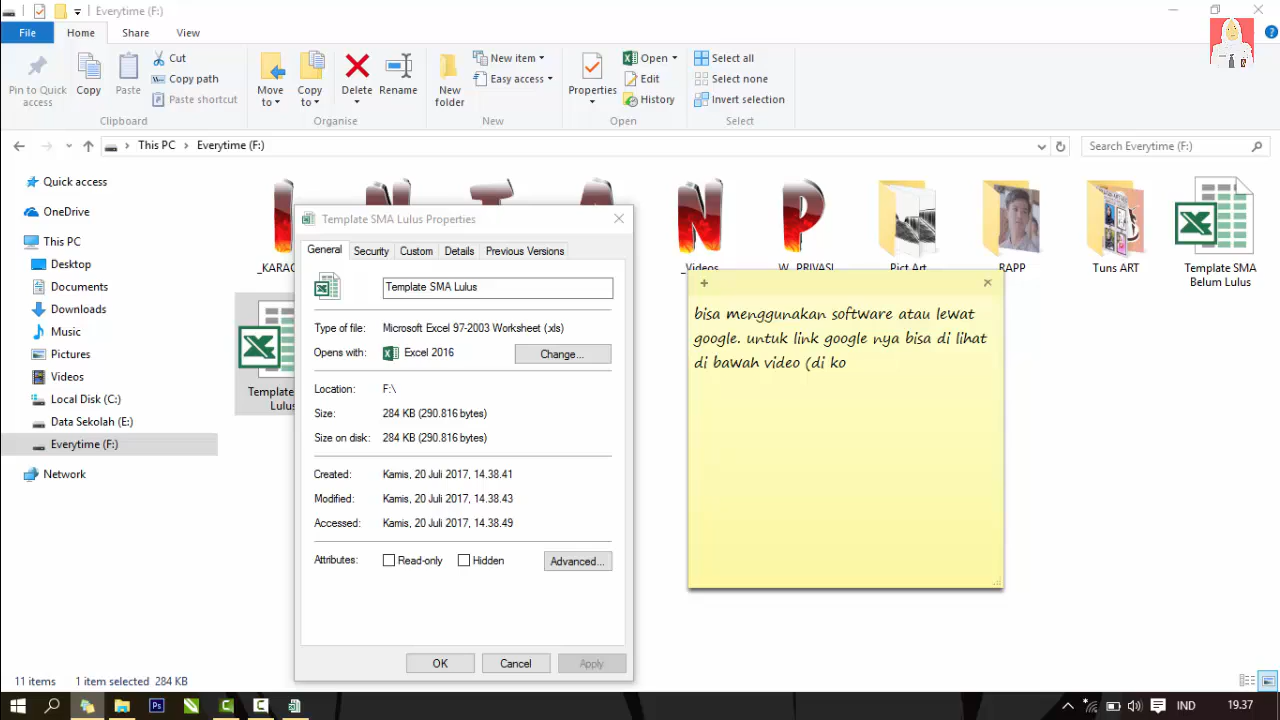 Everytime (F:)
File Home Share View
Pin to Quick access
Copy
Paste
Cut
Copy path
Paste shortcut
Clipboard
Move to
Copy to
Delete
Rename
Organise
New folder
New item
Easy access
New
Properties
Open
Edit
History
Open
Select all
Select none
Invert selection
Select
This PC > Everytime (F:)
Search Everytime (F:)
Quick access
OneDrive
This PC
Desktop
Documents
Downloads
Music
Pictures
Videos
Local Disk (C:)
Data Sekolah (E:)
Everytime (F:)
Network
_Videos
W_PRIVASI
Pict Art
RAPP
Tuns ART
Template SMA
Belum Lulus
Template SMA Lulus Properties
General Security Custom Details Previous Versions
Template SMA Lulus
Type of file: Microsoft Excel 97-2003 Worksheet (.xls)
Opens with: Excel 2016 Change...
Location: F:\
Size: 284 KB (290.816 bytes)
Size on disk: 284 KB (290.816 bytes)
Created: Kamis, 20 Juli 2017, 14.38.41
Modified: Kamis, 20 Juli 2017, 14.38.43
Accessed: Kamis, 20 Juli 2017, 14.38.49
Attributes: Read-only Hidden Advanced...
OK Cancel Apply
bisa menggunakan software atau lewat
google. untuk link google nya bisa di lihat
di bawah video (di ko
11 items 1 item selected 284 KB
IND 19.37